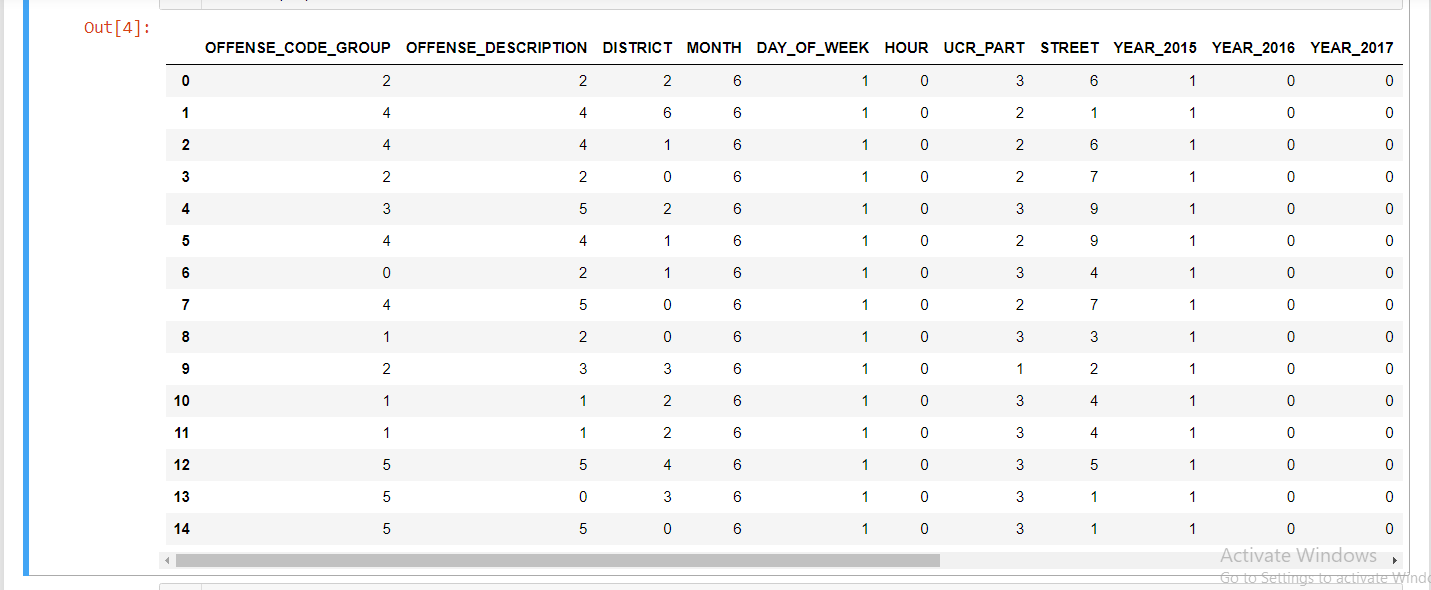 Out[4]:
OFFENSE_CODE_GROUP OFFENSE_DESCRIPTION DISTRICT MONTH DAY_OF_WEEK HOUR UCR_PART STREET YEAR_2015 YEAR_2016 YEAR_2017
0 2 2 2 6 1 0 3 6 1 0 0
1 4 4 6 6 1 0 2 1 1 0 0
2 4 4 1 6 1 0 2 6 1 0 0
3 2 2 0 6 1 0 2 7 1 0 0
4 3 5 2 6 1 0 3 9 1 0 0
5 4 4 1 6 1 0 2 9 1 0 0
6 0 2 1 6 1 0 3 4 1 0 0
7 4 5 0 6 1 0 2 7 1 0 0
8 1 2 0 6 1 0 3 3 1 0 0
9 2 3 3 6 1 0 1 2 1 0 0
10 1 1 2 6 1 0 3 4 1 0 0
11 1 1 2 6 1 0 3 4 1 0 0
12 5 5 4 6 1 0 3 5 1 0 0
13 5 0 3 6 1 0 3 1 1 0 0
14 5 5 0 6 1 0 3 1 1 0 0
Activate Windows
Go to Settings to activate Wind